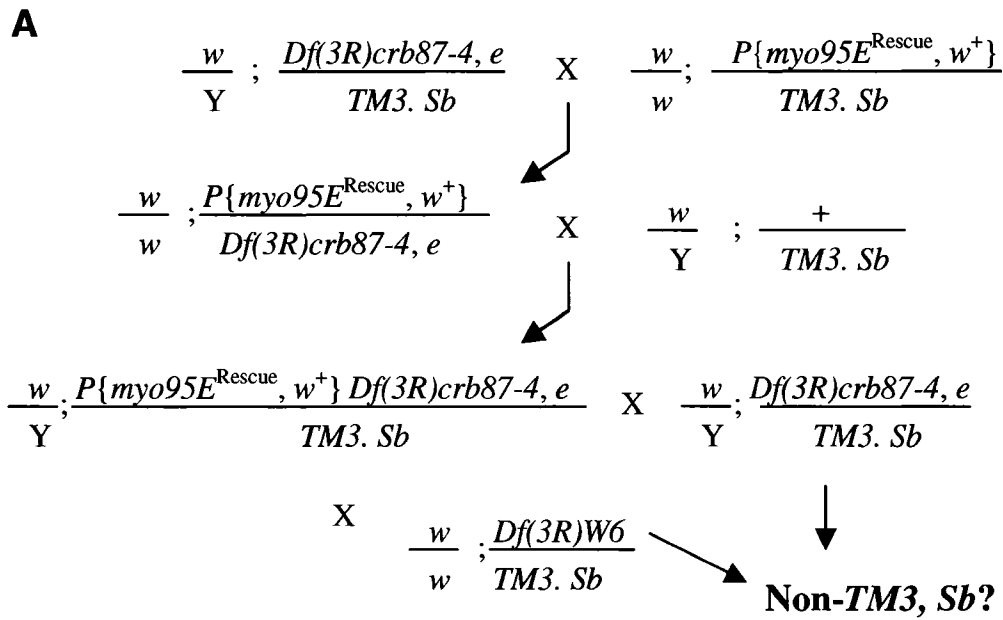 A
w ; Df(3R)crb87-4, e X w ; P{myo95E^Rescue, w^+}
Y TM3. Sb w TM3. Sb
w ; P{myo95E^Rescue, w^+} X w ; +
w Df(3R)crb87-4, e Y TM3. Sb
w ; P{myo95E^Rescue, w^+} Df(3R)crb87-4, e X w ; Df(3R)crb87-4, e
Y TM3. Sb Y TM3. Sb
X w ; Df(3R)W6
w TM3. Sb
Non-TM3, Sb?